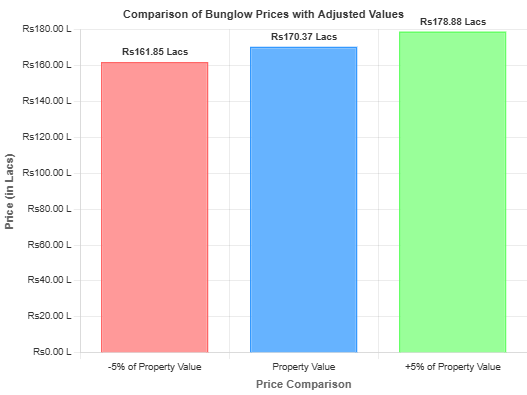 Comparison of Bunglow Prices with Adjusted Values
Rs180.00 L
Rs160.00 L
Rs140.00 L
Rs120.00 L
Rs100.00 L
Rs80.00 L
Rs60.00 L
Rs40.00 L
Rs20.00 L
Rs0.00 L
Price (in Lacs)
Rs161.85 Lacs
Rs170.37 Lacs
Rs178.88 Lacs
-5% of Property Value
Property Value
+5% of Property Value
Price Comparison